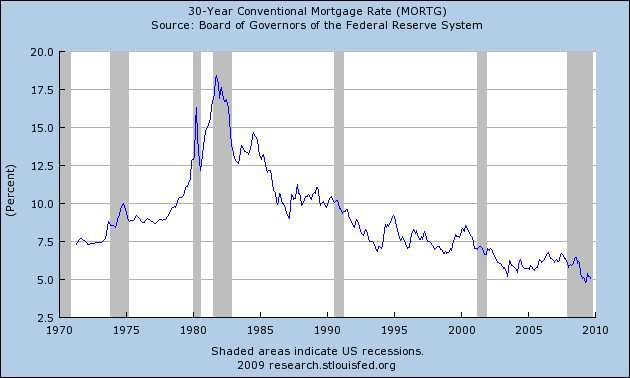 30-Year Conventional Mortgage Rate (MORTG)
Source: Board of Governors of the Federal Reserve System
20.0
17.5
15.0
12.5
10.0
7.5
5.0
2.5
(Percent)
1970 1975 1980 1985 1990 1995 2000 2005 2010
Shaded areas indicate US recessions.
2009 research.stlouisfed.org